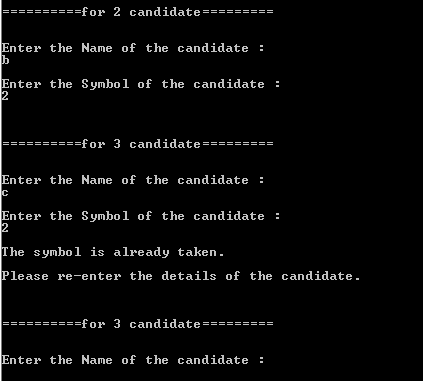 ==========for 2 candidate=========
Enter the Name of the candidate :
b
Enter the Symbol of the candidate :
2
==========for 3 candidate=========
Enter the Name of the candidate :
c
Enter the Symbol of the candidate :
2
The symbol is already taken.
Please re-enter the details of the candidate.
==========for 3 candidate=========
Enter the Name of the candidate :